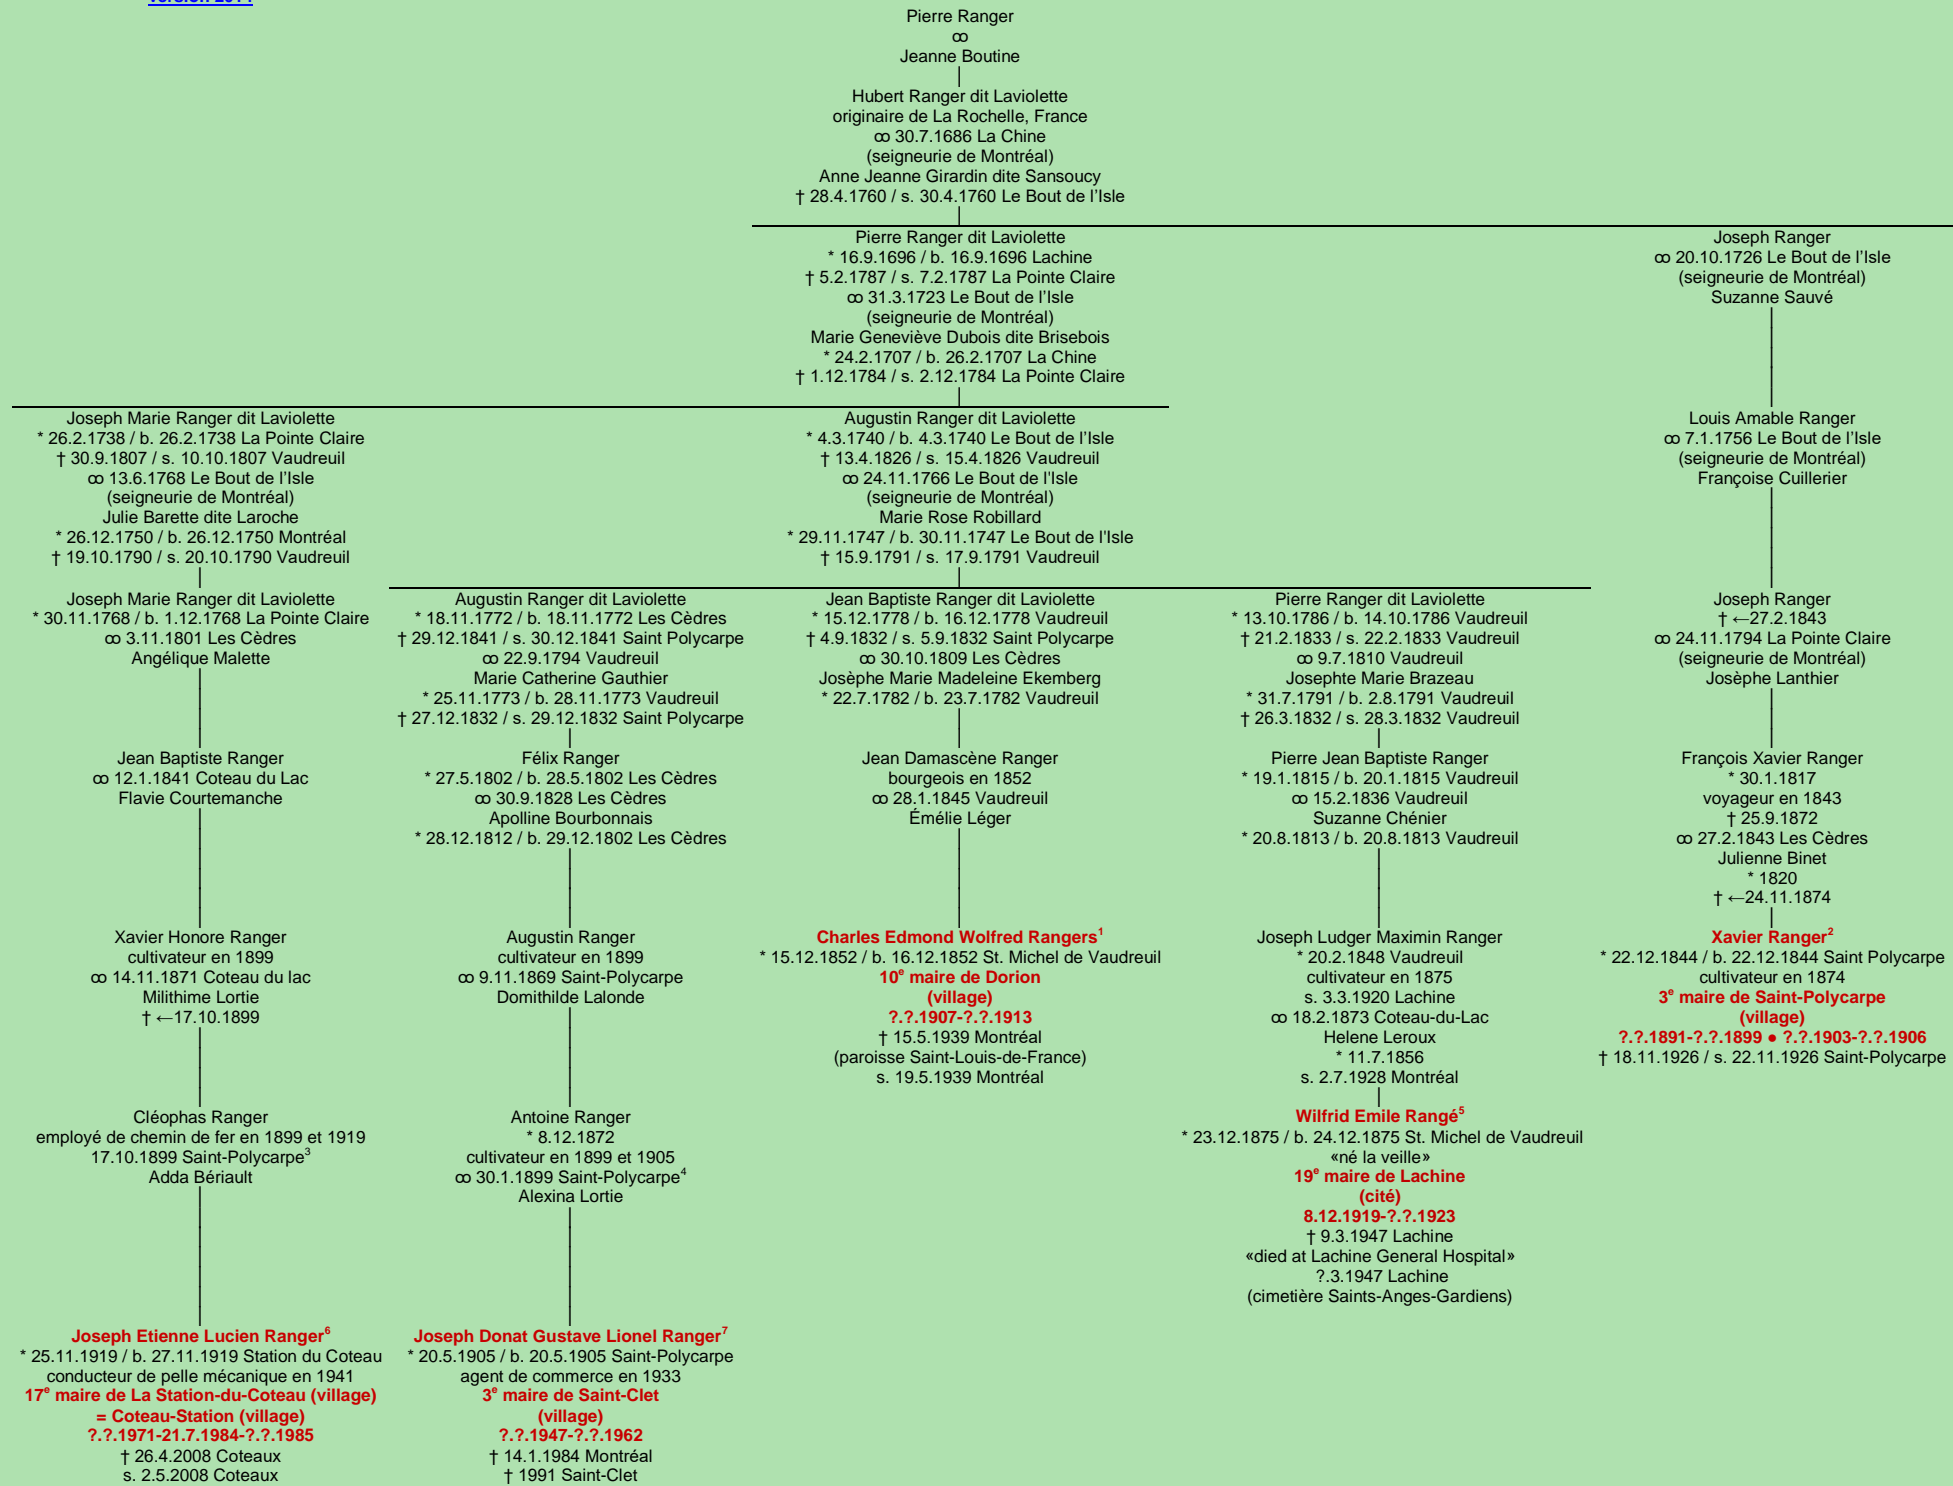 version 2014
Pierre Ranger
∞
Jeanne Boutine
Hubert Ranger dit Laviolette
originaire de La Rochelle, France
∞ 30.7.1686 La Chine
(seigneurie de Montréal)
Anne Jeanne Girardin dite Sansoucy
† 28.4.1760 / s. 30.4.1760 Le Bout de l'Isle
Pierre Ranger dit Laviolette
* 16.9.1696 / b. 16.9.1696 Lachine
† 5.2.1787 / s. 7.2.1787 La Pointe Claire
∞ 31.3.1723 Le Bout de l'Isle
(seigneurie de Montréal)
Marie Geneviève Dubois dite Brisebois
* 24.2.1707 / b. 26.2.1707 La Chine
† 1.12.1784 / s. 2.12.1784 La Pointe Claire
Joseph Ranger
∞ 20.10.1726 Le Bout de l'Isle
(seigneurie de Montréal)
Suzanne Sauvé
Joseph Marie Ranger dit Laviolette
* 26.2.1738 / b. 26.2.1738 La Pointe Claire
† 30.9.1807 / s. 10.10.1807 Vaudreuil
∞ 13.6.1768 Le Bout de l'Isle
(seigneurie de Montréal)
Julie Barette dite Laroche
* 26.12.1750 / b. 26.12.1750 Montréal
† 19.10.1790 / s. 20.10.1790 Vaudreuil
Augustin Ranger dit Laviolette
* 4.3.1740 / b. 4.3.1740 Le Bout de l'Isle
† 13.4.1826 / s. 15.4.1826 Vaudreuil
∞ 24.11.1766 Le Bout de l'Isle
(seigneurie de Montréal)
Marie Rose Robillard
* 29.11.1747 / b. 30.11.1747 Le Bout de l'Isle
† 15.9.1791 / s. 17.9.1791 Vaudreuil
Louis Amable Ranger
∞ 7.1.1756 Le Bout de l'Isle
(seigneurie de Montréal)
Françoise Cuillerier
Joseph Marie Ranger dit Laviolette
* 30.11.1768 / b. 1.12.1768 La Pointe Claire
∞ 3.11.1801 Les Cèdres
Angélique Malette
Augustin Ranger dit Laviolette
* 18.11.1772 / b. 18.11.1772 Les Cèdres
† 29.12.1841 / s. 30.12.1841 Saint Polycarpe
∞ 22.9.1794 Vaudreuil
Marie Catherine Gauthier
* 25.11.1773 / b. 28.11.1773 Vaudreuil
† 27.12.1832 / s. 29.12.1832 Saint Polycarpe
Jean Baptiste Ranger dit Laviolette
* 15.12.1778 / b. 16.12.1778 Vaudreuil
† 4.9.1832 / s. 5.9.1832 Saint Polycarpe
∞ 30.10.1809 Les Cèdres
Josèphe Marie Madeleine Ekemberg
* 22.7.1782 / b. 23.7.1782 Vaudreuil
Pierre Ranger dit Laviolette
* 13.10.1786 / b. 14.10.1786 Vaudreuil
† 21.2.1833 / s. 22.2.1833 Vaudreuil
∞ 9.7.1810 Vaudreuil
Josephte Marie Brazeau
* 31.7.1791 / b. 2.8.1791 Vaudreuil
† 26.3.1832 / s. 28.3.1832 Vaudreuil
Joseph Ranger
† ←27.2.1843
∞ 24.11.1794 La Pointe Claire
(seigneurie de Montréal)
Josèphe Lanthier
Jean Baptiste Ranger
∞ 12.1.1841 Coteau du Lac
Flavie Courtemanche
Félix Ranger
* 27.5.1802 / b. 28.5.1802 Les Cèdres
∞ 30.9.1828 Les Cèdres
Apolline Bourbonnais
* 28.12.1812 / b. 29.12.1802 Les Cèdres
Jean Damascène Ranger
bourgeois en 1852
∞ 28.1.1845 Vaudreuil
Émélie Léger
Pierre Jean Baptiste Ranger
* 19.1.1815 / b. 20.1.1815 Vaudreuil
∞ 15.2.1836 Vaudreuil
Suzanne Chénier
* 20.8.1813 / b. 20.8.1813 Vaudreuil
François Xavier Ranger
* 30.1.1817
voyageur en 1843
† 25.9.1872
∞ 27.2.1843 Les Cèdres
Julienne Binet
* 1820
† ←24.11.1874
Xavier Honore Ranger
cultivateur en 1899
∞ 14.11.1871 Coteau du lac
Milithime Lortie
† ←17.10.1899
Augustin Ranger
cultivateur en 1899
∞ 9.11.1869 Saint-Polycarpe
Domithilde Lalonde
Charles Edmond Wolfred Rangers¹
* 15.12.1852 / b. 16.12.1852 St. Michel de Vaudreuil
10e maire de Dorion
(village)
?.?.1907-?.?.1913
† 15.5.1939 Montréal
(paroisse Saint-Louis-de-France)
s. 19.5.1939 Montréal
Joseph Ludger Maximin Ranger
* 20.2.1848 Vaudreuil
cultivateur en 1875
s. 3.3.1920 Lachine
∞ 18.2.1873 Coteau-du-Lac
Helene Leroux
* 11.7.1856
s. 2.7.1928 Montréal
Xavier Ranger²
* 22.12.1844 / b. 22.12.1844 Saint Polycarpe
cultivateur en 1874
3e maire de Saint-Polycarpe
(village)
?.?.1891-?.?.1899 ● ?.?.1903-?.?.1906
† 18.11.1926 / s. 22.11.1926 Saint-Polycarpe
Cléophas Ranger
employé de chemin de fer en 1899 et 1919
17.10.1899 Saint-Polycarpe³
Adda Bériault
Antoine Ranger
* 8.12.1872
cultivateur en 1899 et 1905
∞ 30.1.1899 Saint-Polycarpe⁴
Alexina Lortie
Wilfrid Emile Rangé⁵
* 23.12.1875 / b. 24.12.1875 St. Michel de Vaudreuil
«né la veille»
19e maire de Lachine
(cité)
8.12.1919-?.?.1923
† 9.3.1947 Lachine
«died at Lachine General Hospital»
?.3.1947 Lachine
(cimetière Saints-Anges-Gardiens)
Joseph Etienne Lucien Ranger⁶
* 25.11.1919 / b. 27.11.1919 Station du Coteau
conducteur de pelle mécanique en 1941
17e maire de La Station-du-Coteau (village)
= Coteau-Station (village)
?.?.1971-21.7.1984-?.?.1985
† 26.4.2008 Coteaux
s. 2.5.2008 Coteaux
Joseph Donat Gustave Lionel Ranger⁷
* 20.5.1905 / b. 20.5.1905 Saint-Polycarpe
agent de commerce en 1933
3e maire de Saint-Clet
(village)
?.?.1947-?.?.1962
† 14.1.1984 Montréal
† 1991 Saint-Clet